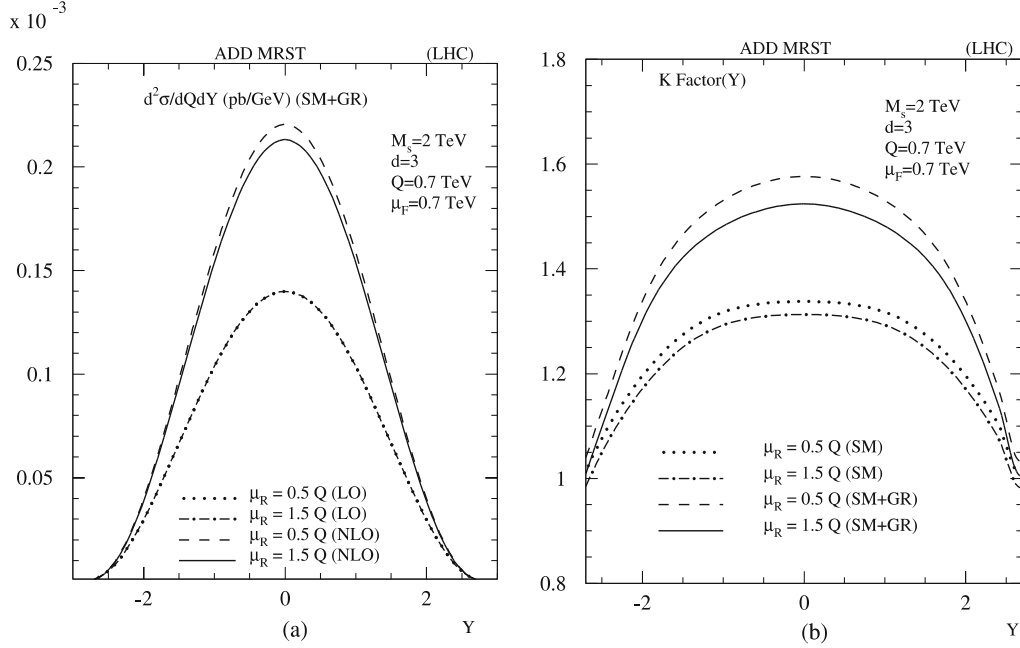 x 10⁻³
ADD MRST (LHC)
d²σ/dQdY (pb/GeV) (SM+GR)
Mₛ=2 TeV
d=3
Q=0.7 TeV
μ_F=0.7 TeV
0.25
0.2
0.15
0.1
0.05
μ_R = 0.5 Q (LO)
μ_R = 1.5 Q (LO)
μ_R = 0.5 Q (NLO)
μ_R = 1.5 Q (NLO)
-2 0 2
(a) Y
ADD MRST (LHC)
K Factor(Y)
Mₛ=2 TeV
d=3
Q=0.7 TeV
μ_F=0.7 TeV
1.8
1.6
1.4
1.2
1
0.8
μ_R = 0.5 Q (SM)
μ_R = 1.5 Q (SM)
μ_R = 0.5 Q (SM+GR)
μ_R = 1.5 Q (SM+GR)
-2 0 2
(b) Y